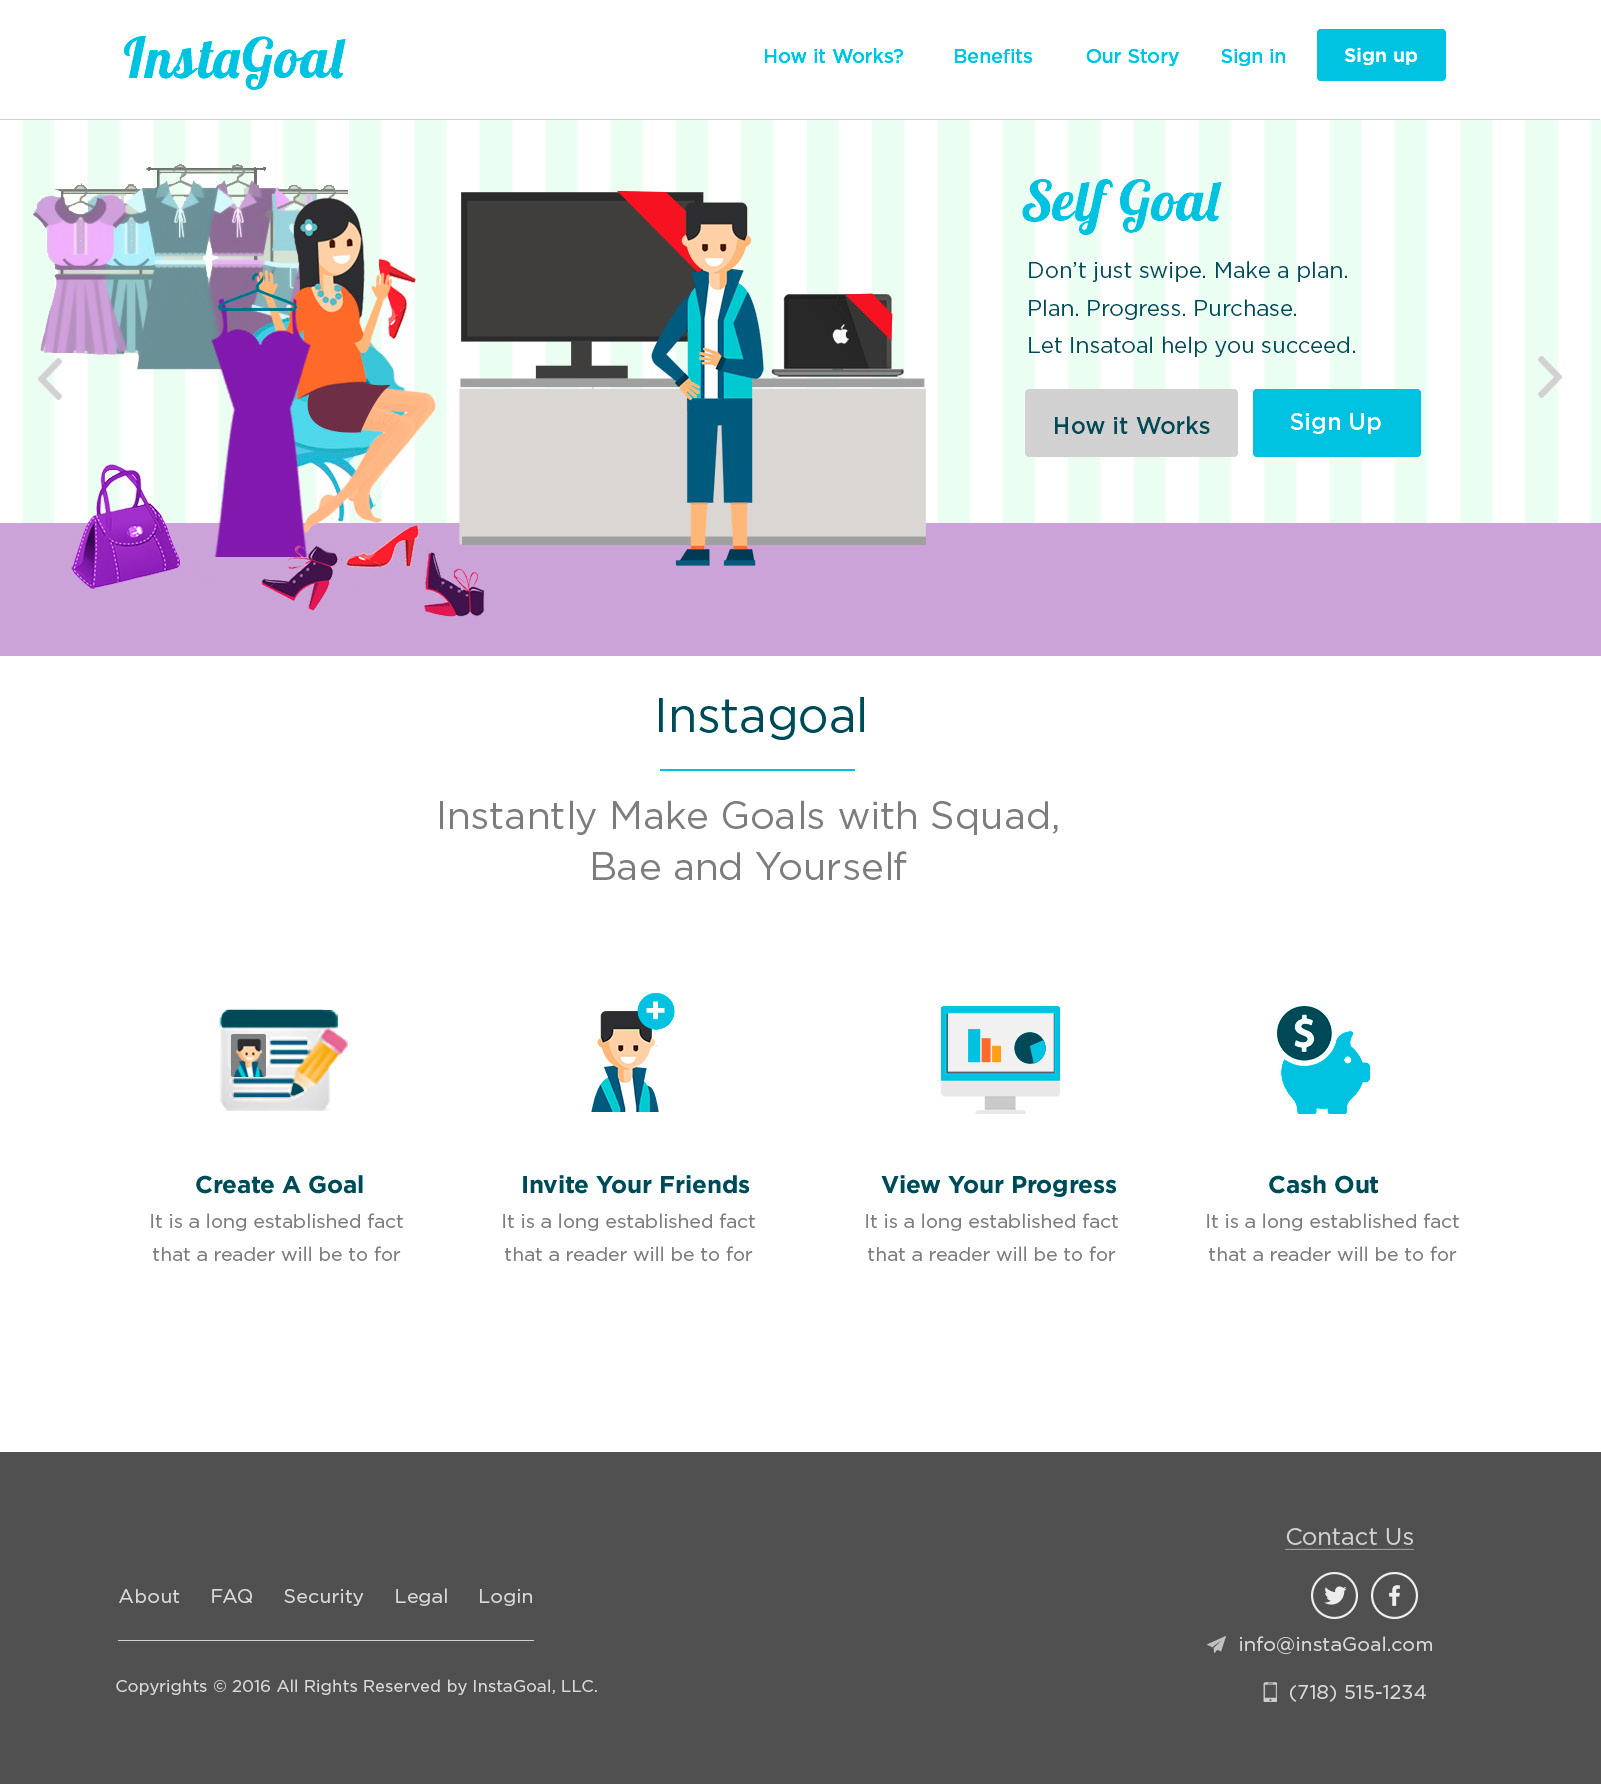 InstaGoal
How it Works? Benefits Our Story Sign in Sign up
Self Goal
Don't just swipe. Make a plan.
Plan. Progress. Purchase.
Let Insatoal help you succeed.
How it Works Sign Up
Instagoal
Instantly Make Goals with Squad,
Bae and Yourself
$
Create A Goal
It is a long established fact
that a reader will be to for
Invite Your Friends
It is a long established fact
that a reader will be to for
View Your Progress
It is a long established fact
that a reader will be to for
Cash Out
It is a long established fact
that a reader will be to for
About FAQ Security Legal Login
Copyrights © 2016 All Rights Reserved by InstaGoal, LLC.
Contact Us
info@instaGoal.com
(718) 515-1234